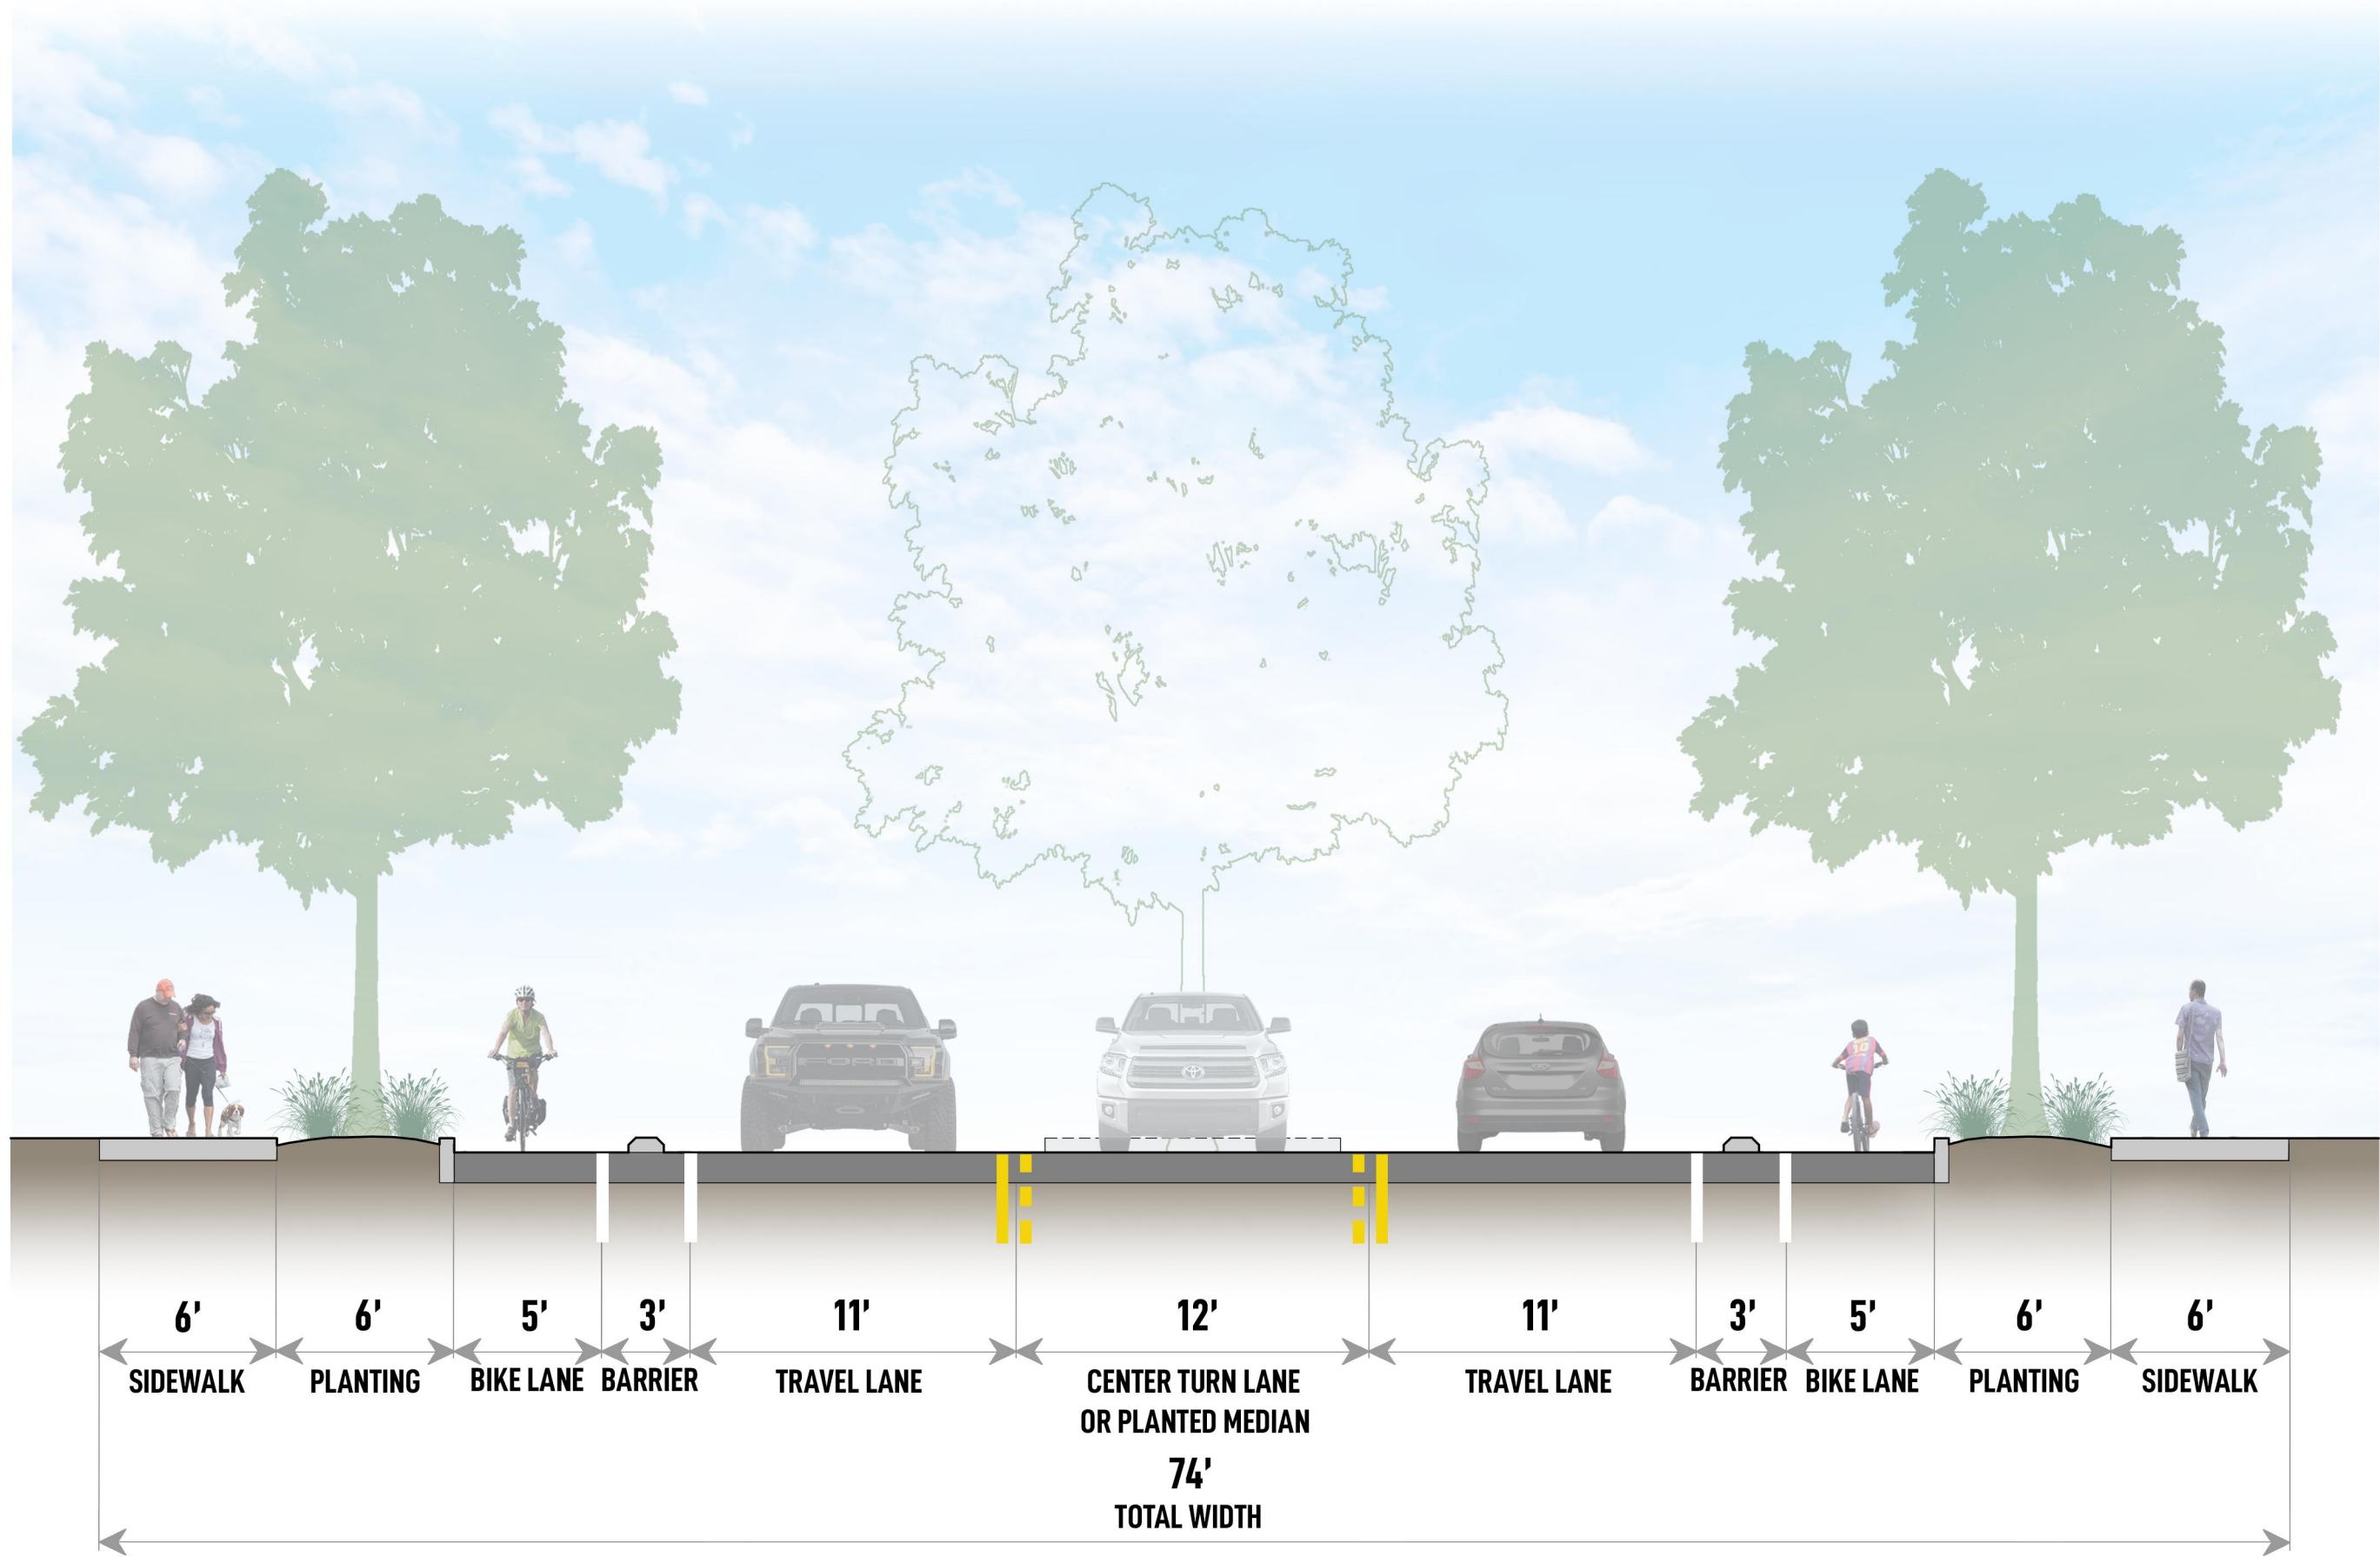 6' 6' 5' 3' 11' 12' 11' 3' 5' 6' 6'
SIDEWALK PLANTING BIKE LANE BARRIER TRAVEL LANE CENTER TURN LANE TRAVEL LANE BARRIER BIKE LANE PLANTING SIDEWALK
OR PLANTED MEDIAN
74'
TOTAL WIDTH